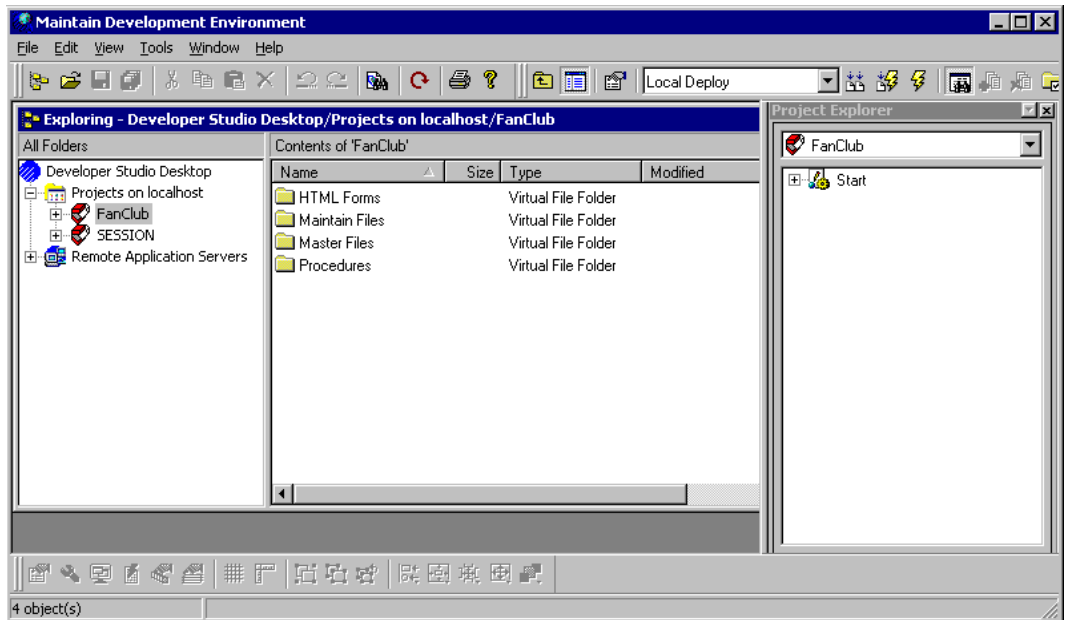 Maintain Development Environment
File Edit View Tools Window Help
Local Deploy
Exploring - Developer Studio Desktop/Projects on localhost/FanClub
Project Explorer
All Folders
Contents of 'FanClub'
FanClub
Developer Studio Desktop
Projects on localhost
FanClub
SESSION
Remote Application Servers
Name Size Type Modified
HTML Forms Virtual File Folder
Maintain Files Virtual File Folder
Master Files Virtual File Folder
Procedures Virtual File Folder
Start
4 object(s)